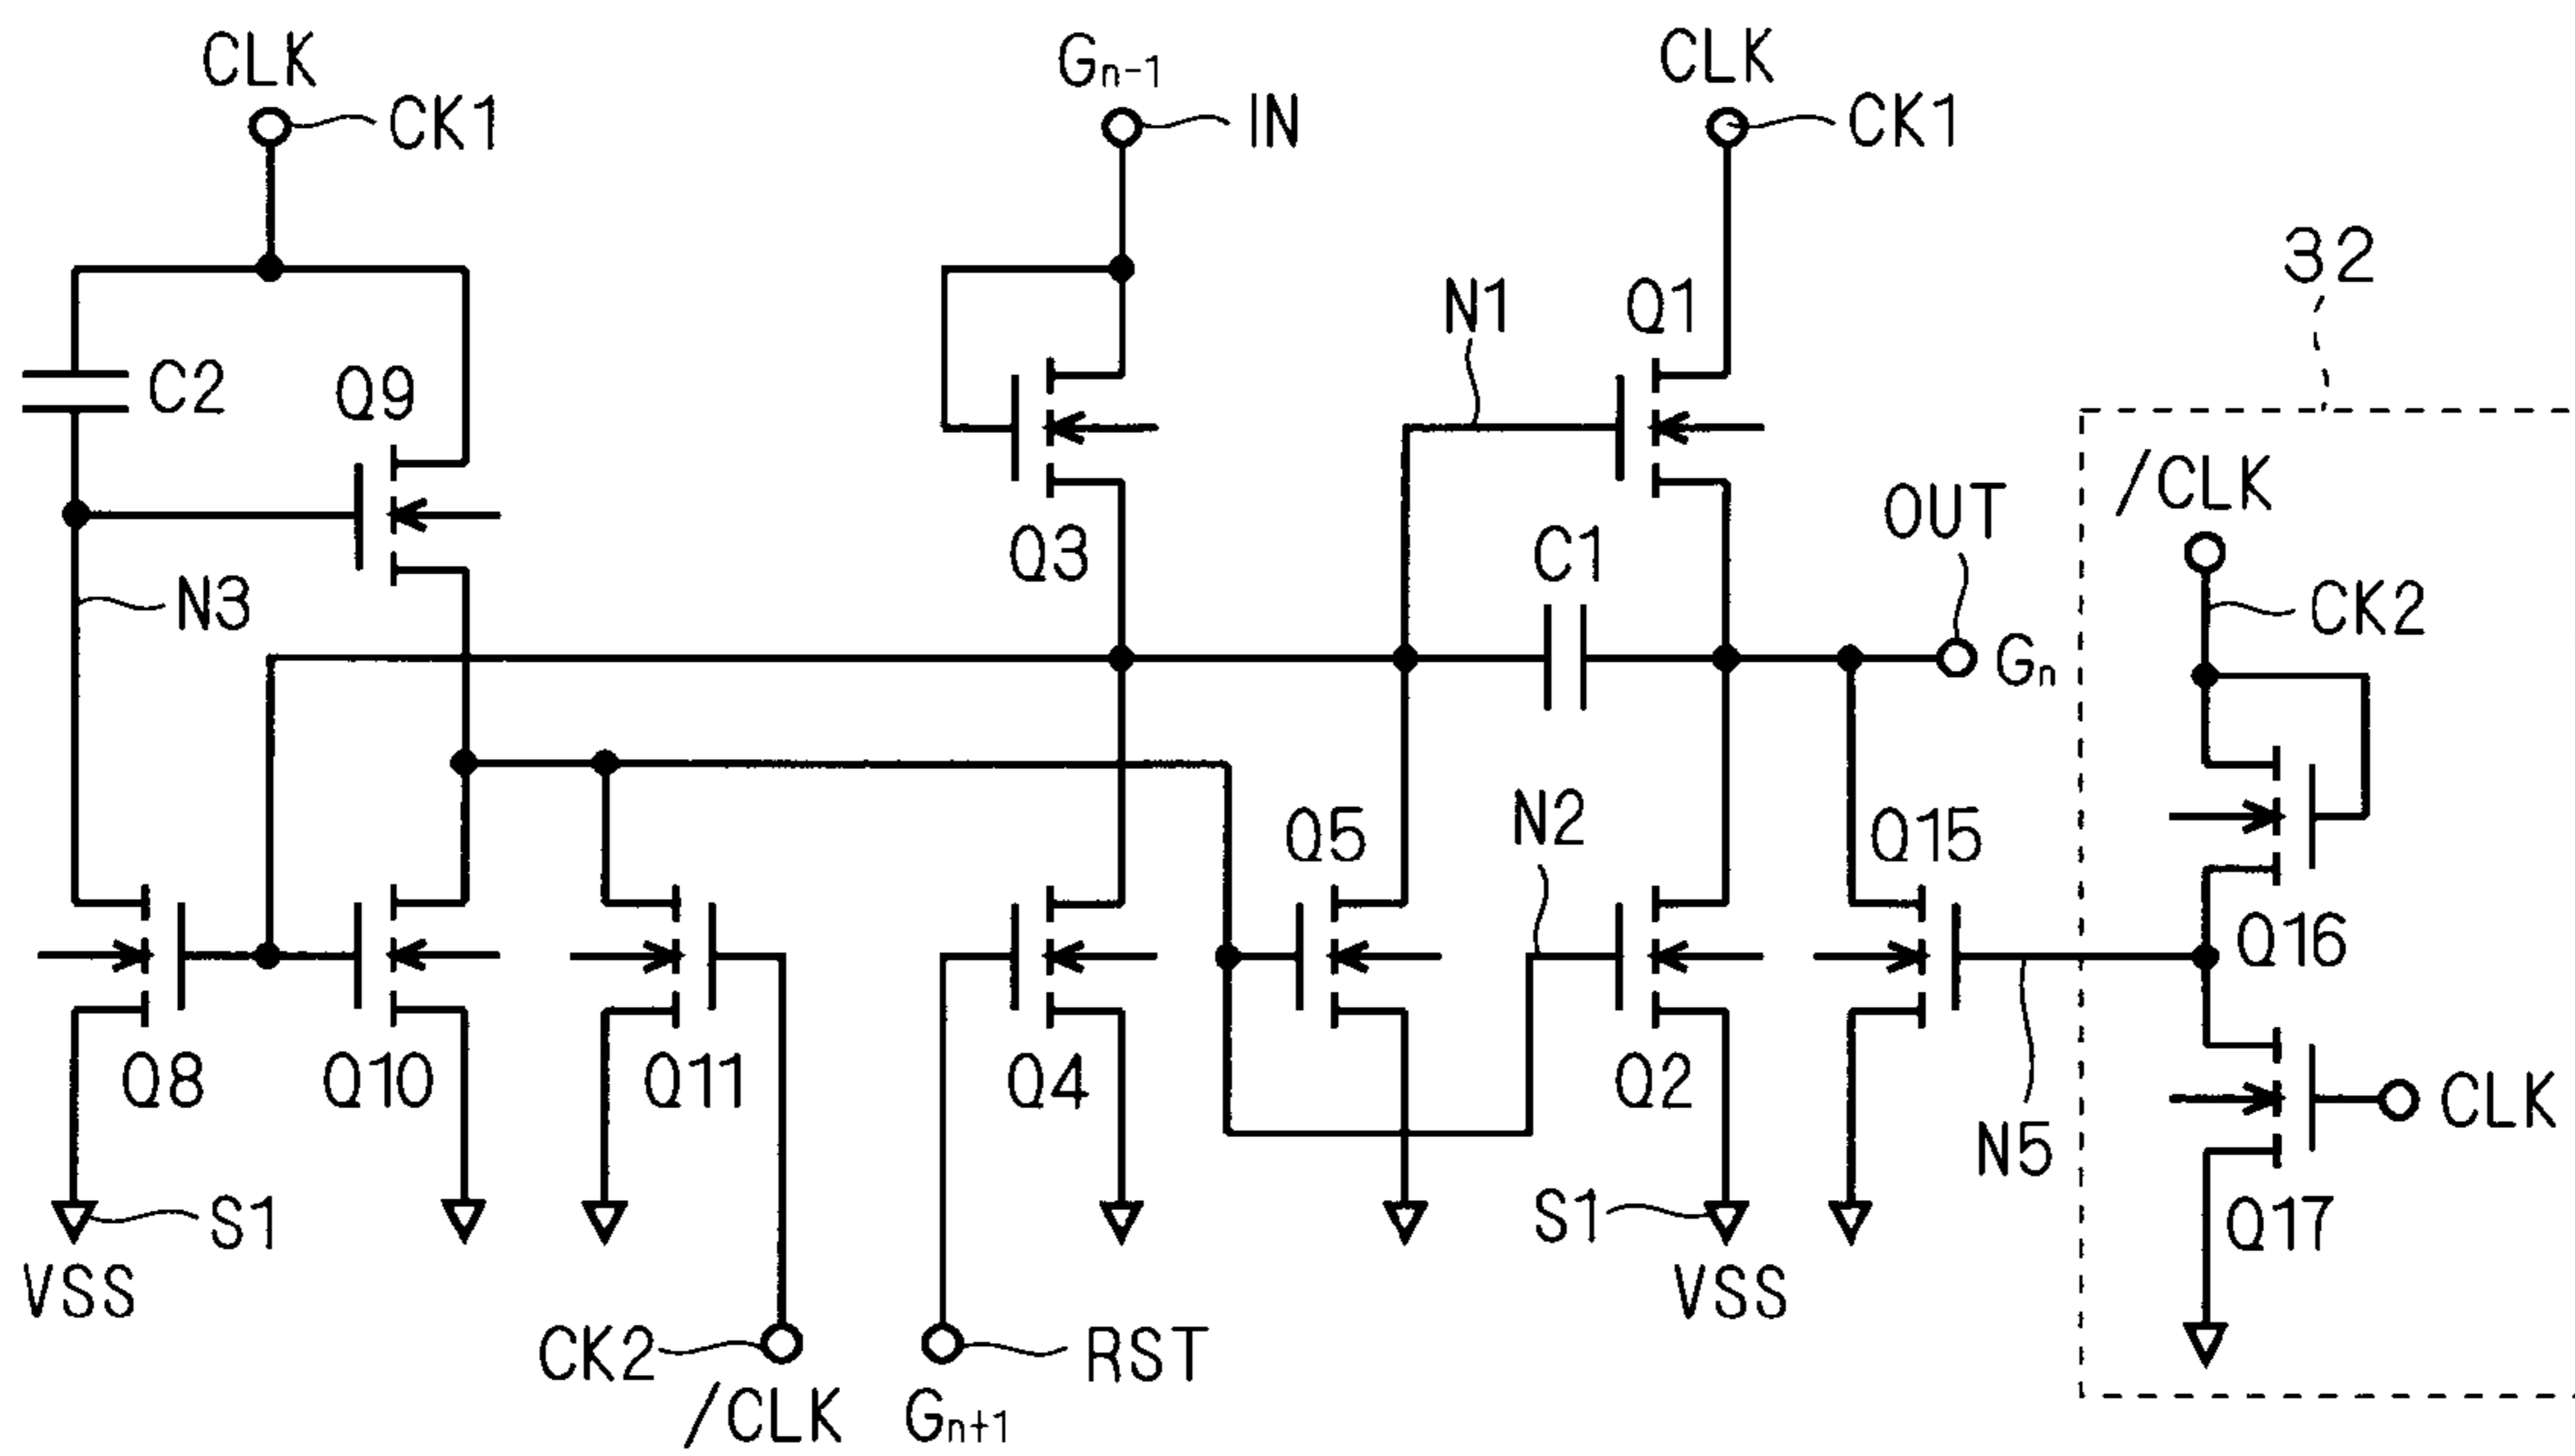 CLK
CK1
Gn-1
IN
CLK
CK1
32
N1
Q1
C2
Q9
/CLK
OUT
Q3
C1
N3
CK2
Gn
Q5
N2
Q15
Q16
Q8
Q10
Q11
Q4
Q2
CLK
N5
S1
S1
Q17
VSS
VSS
CK2
RST
/CLK
Gn+1